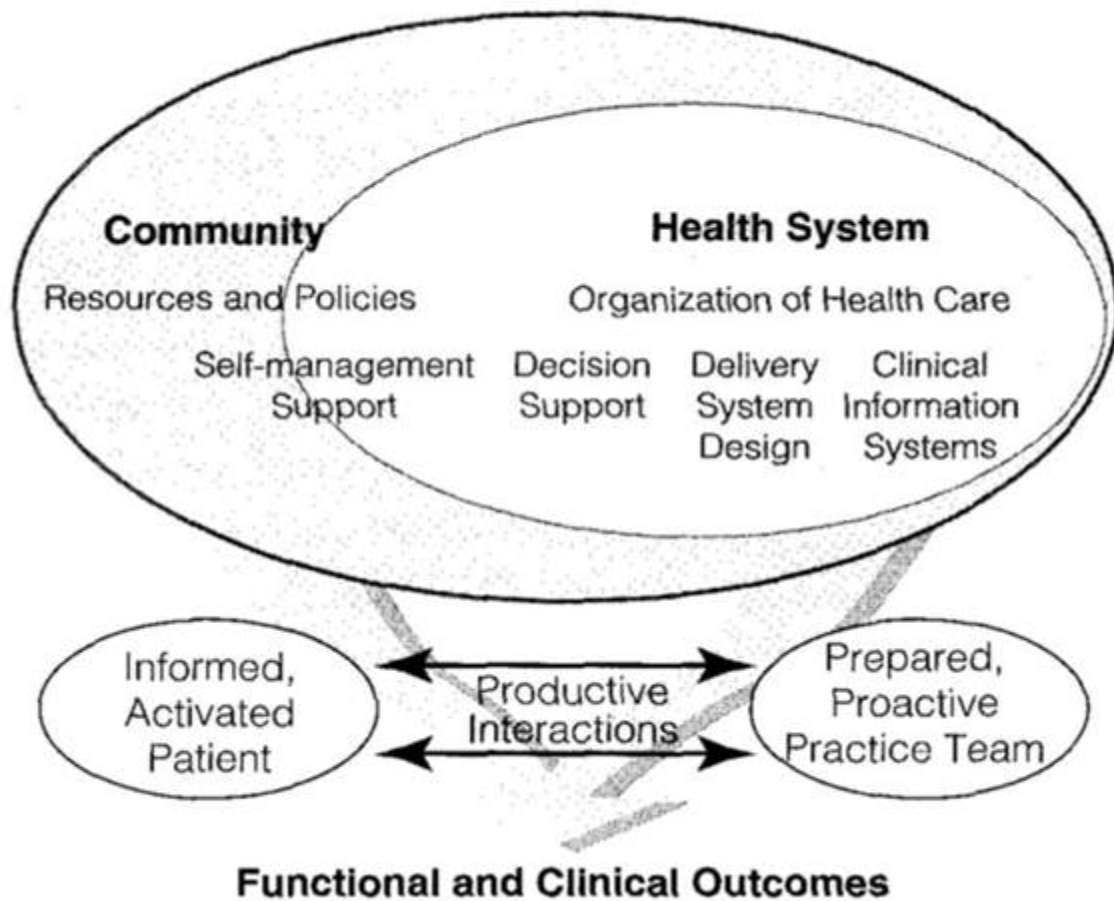 Community
Health System
Resources and Policies
Organization of Health Care
Self-management
Support
Decision
Support
Delivery
System
Design
Clinical
Information
Systems
Informed,
Activated
Patient
Productive
Interactions
Prepared,
Proactive
Practice Team
Functional and Clinical Outcomes